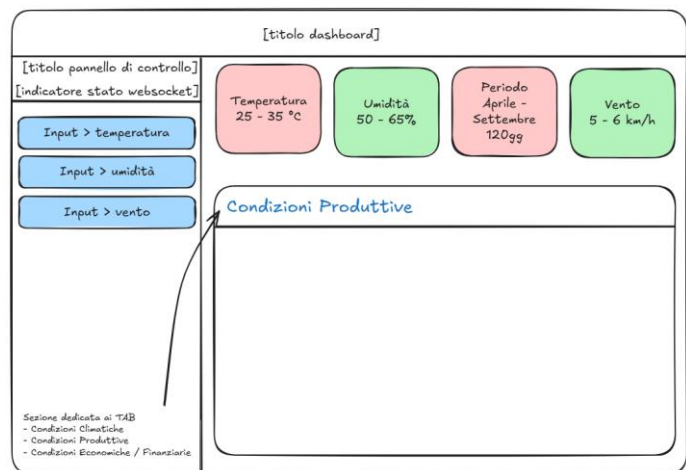 [titolo dashboard]
[titolo pannello di controllo]
[indicatore stato websocket]
Input > temperatura
Input > umidità
Input > vento
Temperatura
25 - 35 °C
Umidità
50 - 65%
Periodo
Aprile -
Settembre
120gg
Vento
5 - 6 km/h
Condizioni Produttive
Sezione dedicata ai TAB
- Condizioni Climatiche
- Condizioni Produttive
- Condizioni Economiche / Finanziarie